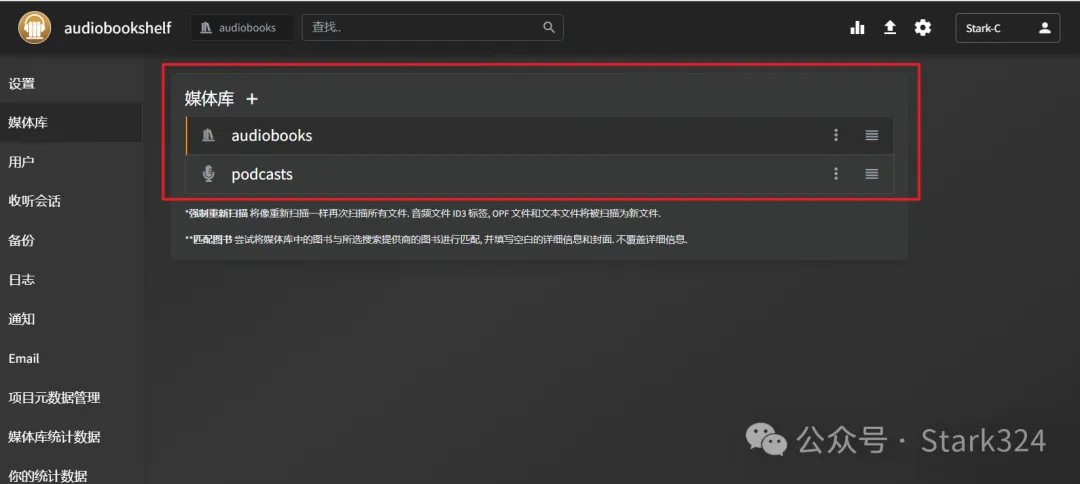 audiobookshelf
audiobooks
查找..
Stark-C
设置
媒体库
用户
收听会话
备份
日志
通知
Email
项目元数据管理
媒体库统计数据
你的统计数据
媒体库 +
audiobooks
podcasts
*强制重新扫描 将像重新扫描一样再次扫描所有文件. 音频文件 ID3 标签, OPF 文件和文本文件将被扫描为新文件.
**匹配图书 尝试将媒体库中的图书与所选搜索提供商的图书进行匹配, 并填写空白的详细信息和封面. 不覆盖详细信息.
公众号 · Stark324